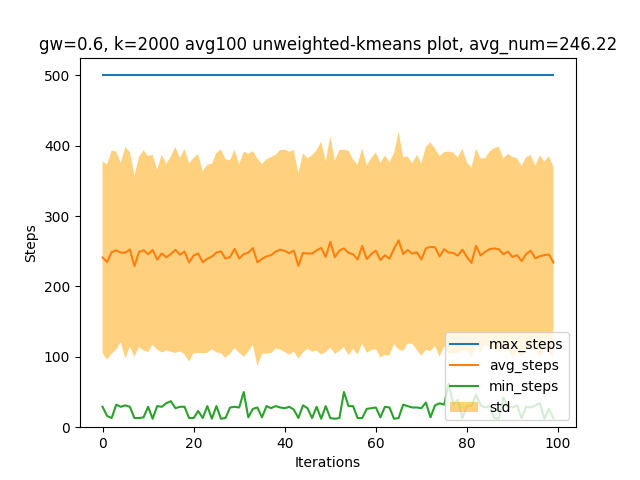 gw=0.6, k=2000 avg100 unweighted-kmeans plot, avg_num=246.22
500
400
300
200
100
0
Steps
0
20
40
60
80
100
Iterations
max_steps
avg_steps
min_steps
std